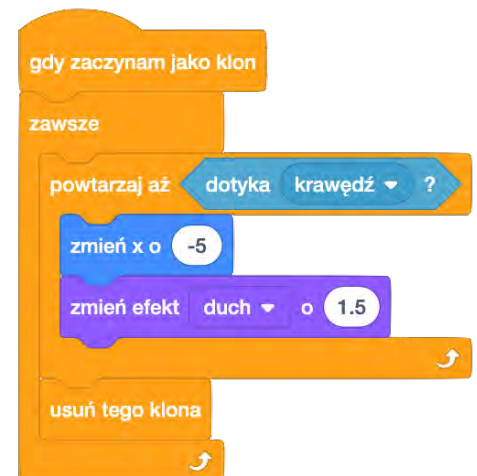 gdy zaczynam jako klon
zawsze
powtarzaj aż dotyka krawędź ?
zmień x o -5
zmień efekt duch o 1.5
usuń tego klona